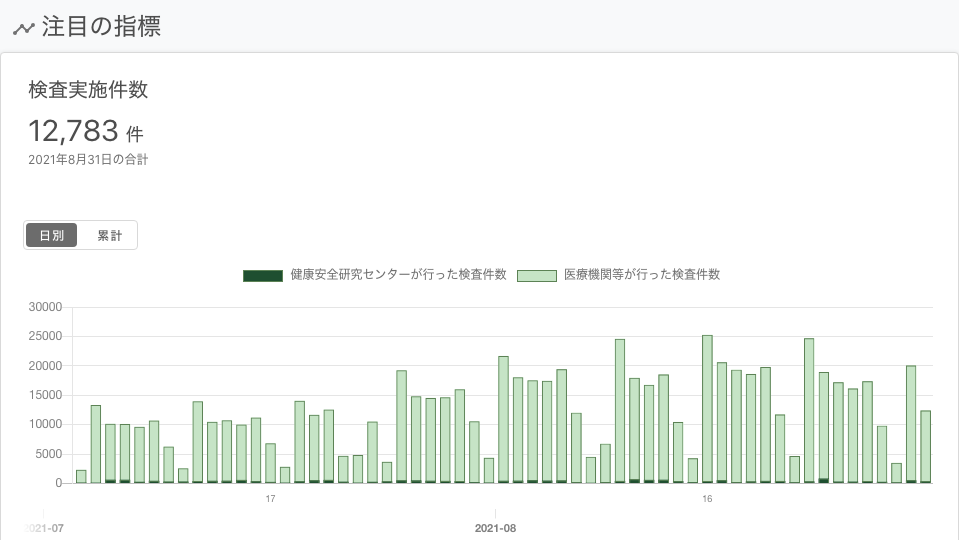 注目の指標
検査実施件数
12,783 件
2021年8月31日の合計
日別 累計
健康安全研究センターが行った検査件数 医療機関等が行った検査件数
30000
25000
20000
15000
10000
5000
0
17 16
2021-07 2021-08